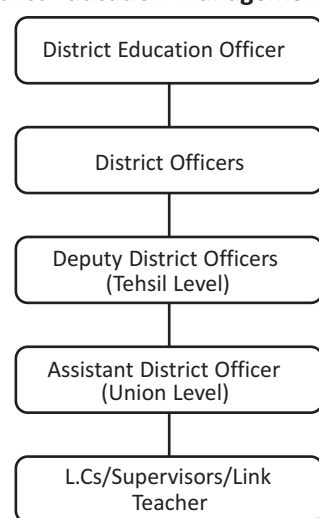 District Education Officer
District Officers
Deputy District Officers
(Tehsil Level)
Assistant District Officer
(Union Level)
L.Cs/Supervisors/Link
Teacher